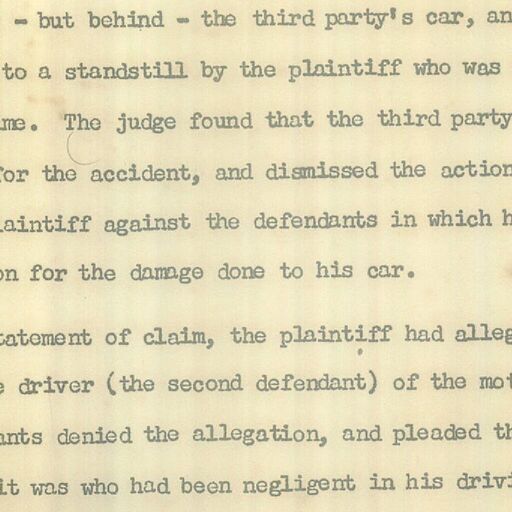 - but behind - the third party's car, an
to a standstill by the plaintiff who was
me. The judge found that the third party
for the accident, and dismissed the action
laintiff against the defendants in which h
on for the damage done to his car.
tatement of claim, the plaintiff had alleg
e driver (the second defendant) of the mot
ants denied the allegation, and pleaded th
it was who had been negligent in his drivi